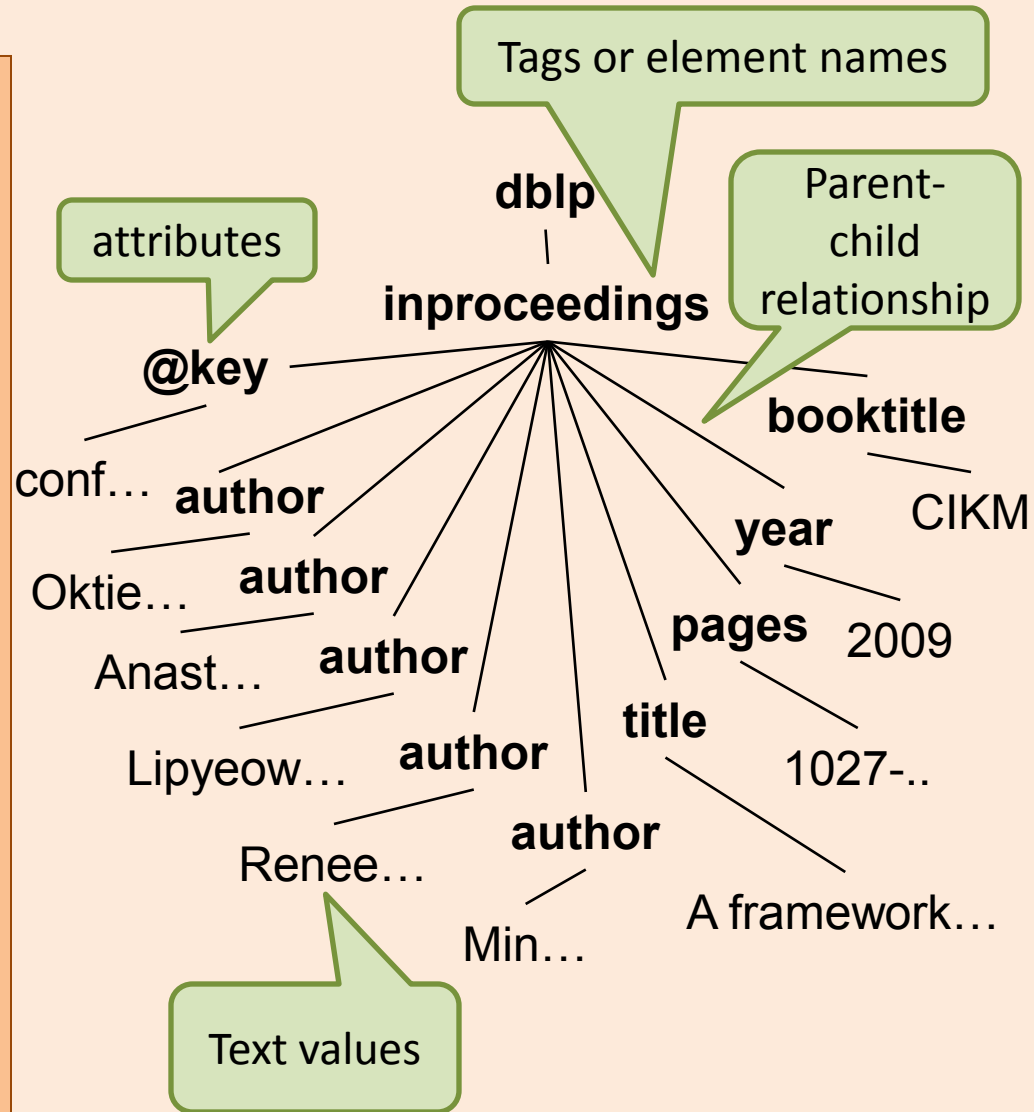 Tags or element names
dblp
Parent-
child
relationship
attributes
inproceedings
@key
booktitle
conf…
author
CIKM
year
Oktie…
author
pages
2009
Anast…
author
title
Lipyeow…
author
1027-..
author
Renee…
A framework…
Min…
Text values